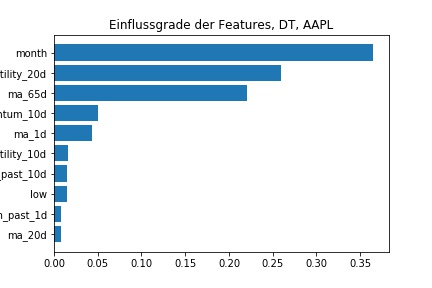 Einflussgrade der Features, DT, AAPL
month
tility_20d
ma_65d
ntum_10d
ma_1d
tility_10d
_past_10d
low
n_past_1d
ma_20d
0.00 0.05 0.10 0.15 0.20 0.25 0.30 0.35